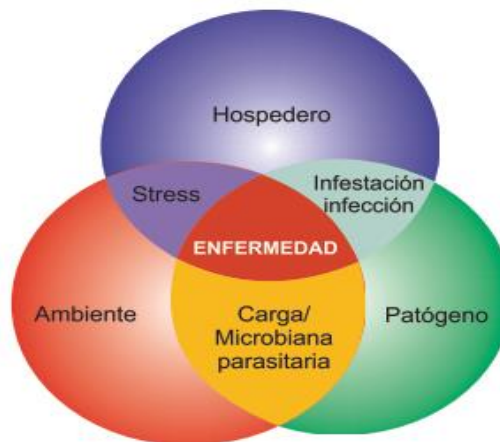 Hospedero
Stress
Infestación
infección
ENFERMEDAD
Ambiente
Carga/
Microbiana
parasitaria
Patógeno